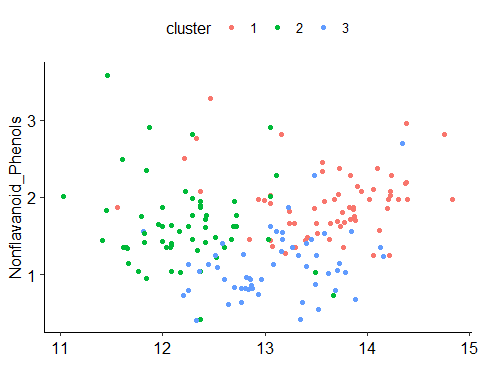 cluster 1 2 3
Nonflavanoid_Phenols
3
2
1
11 12 13 14 15